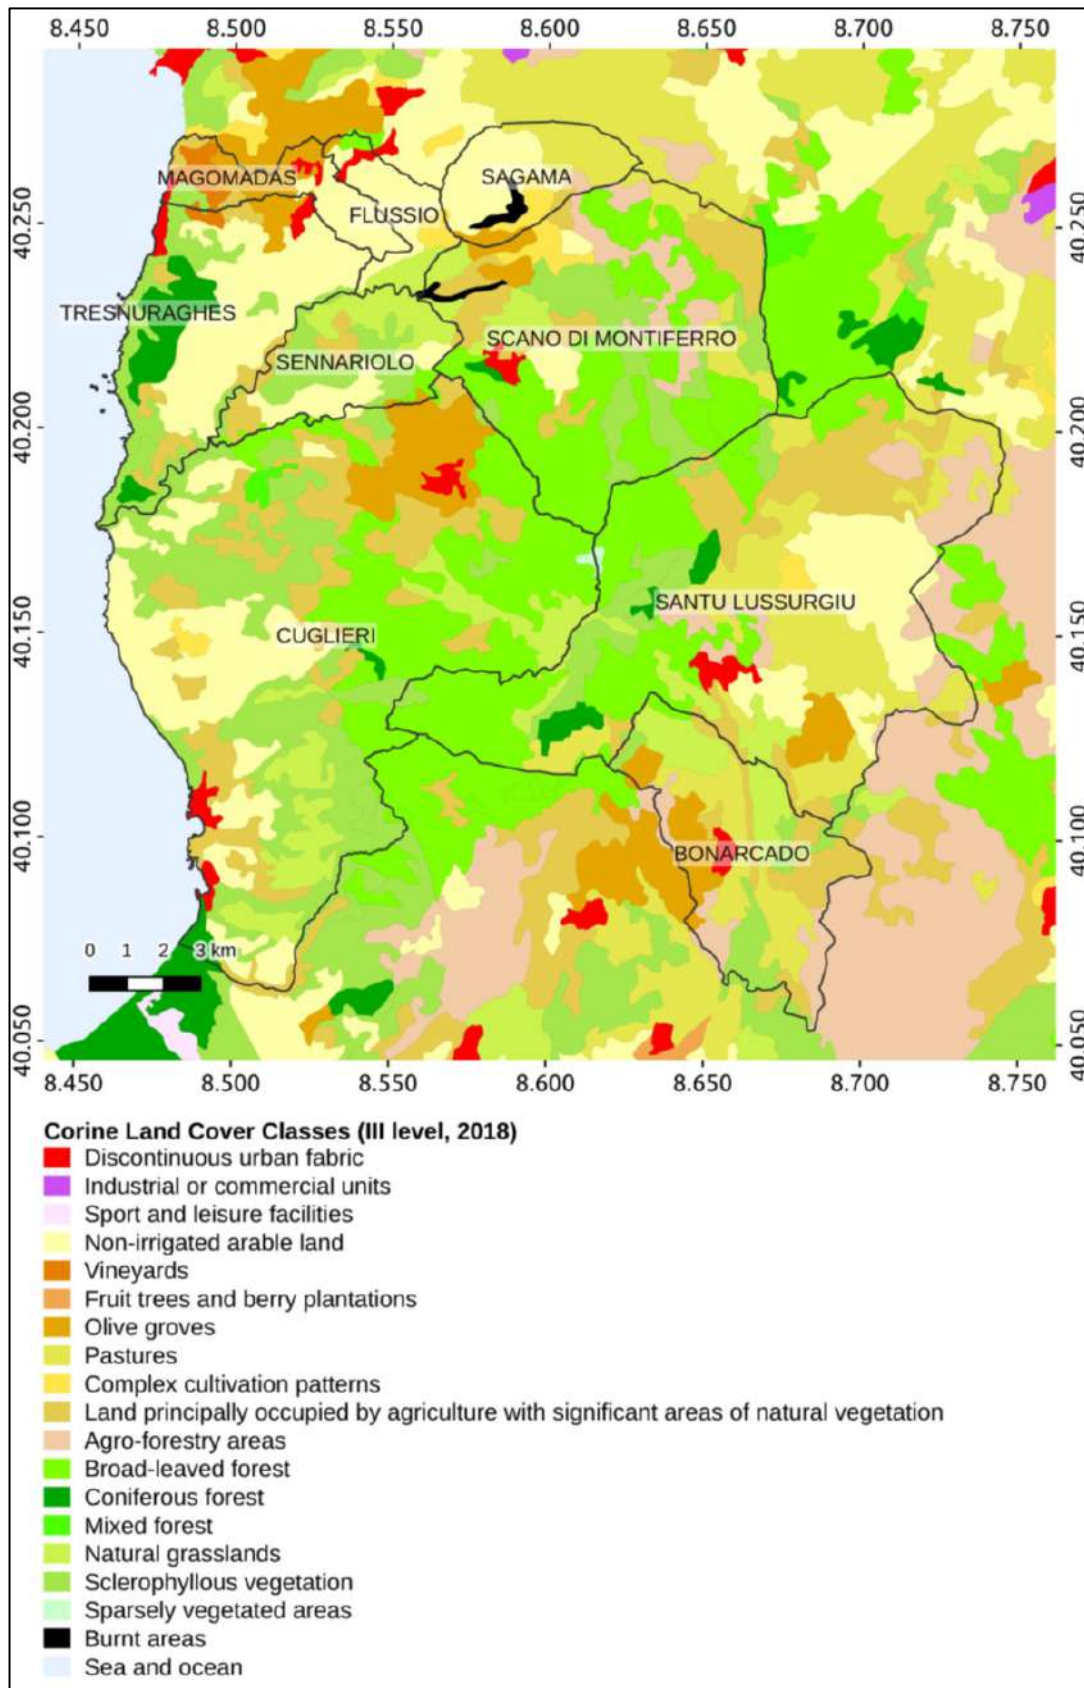 8.450 8.500 8.550 8.600 8.650 8.700 8.750
MAGOMADAS
SAGAMA
40.250
FLUSSIO
40.250
TRESNURAGHES
SENNARIOLO
SCANO DI MONTIFERRO
40.200
40.200
CUGLIERI
SANTU LUSSURGIU
40.150
40.150
BONARCADO
40.100
40.100
0 1 2 3 km
40.050
40.050
8.450 8.500 8.550 8.600 8.650 8.700 8.750
Corine Land Cover Classes (III level, 2018)
Discontinuous urban fabric
Industrial or commercial units
Sport and leisure facilities
Non-irrigated arable land
Vineyards
Fruit trees and berry plantations
Olive groves
Pastures
Complex cultivation patterns
Land principally occupied by agriculture with significant areas of natural vegetation
Agro-forestry areas
Broad-leaved forest
Coniferous forest
Mixed forest
Natural grasslands
Sclerophyllous vegetation
Sparsely vegetated areas
Burnt areas
Sea and ocean